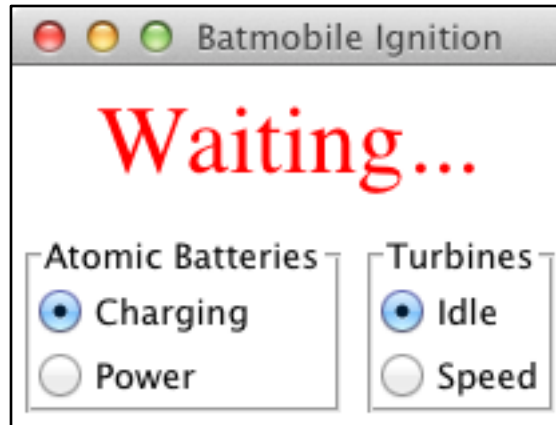 Batmobile Ignition
Waiting...
Atomic Batteries
Charging
Power
Turbines
Idle
Speed